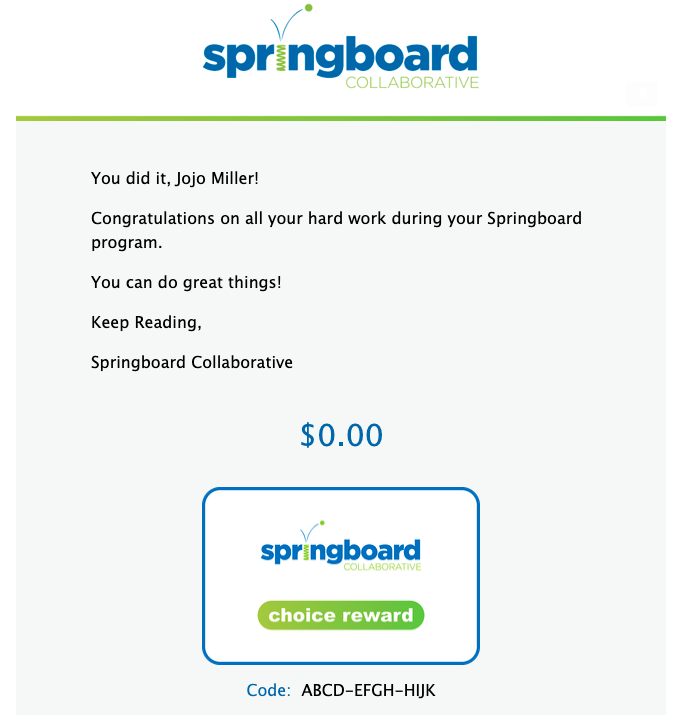 springboard
COLLABORATIVE
You did it, Jojo Miller!
Congratulations on all your hard work during your Springboard
program.
You can do great things!
Keep Reading,
Springboard Collaborative
$0.00
springboard
COLLABORATIVE
choice reward
Code: ABCD-EFGH-HIJK